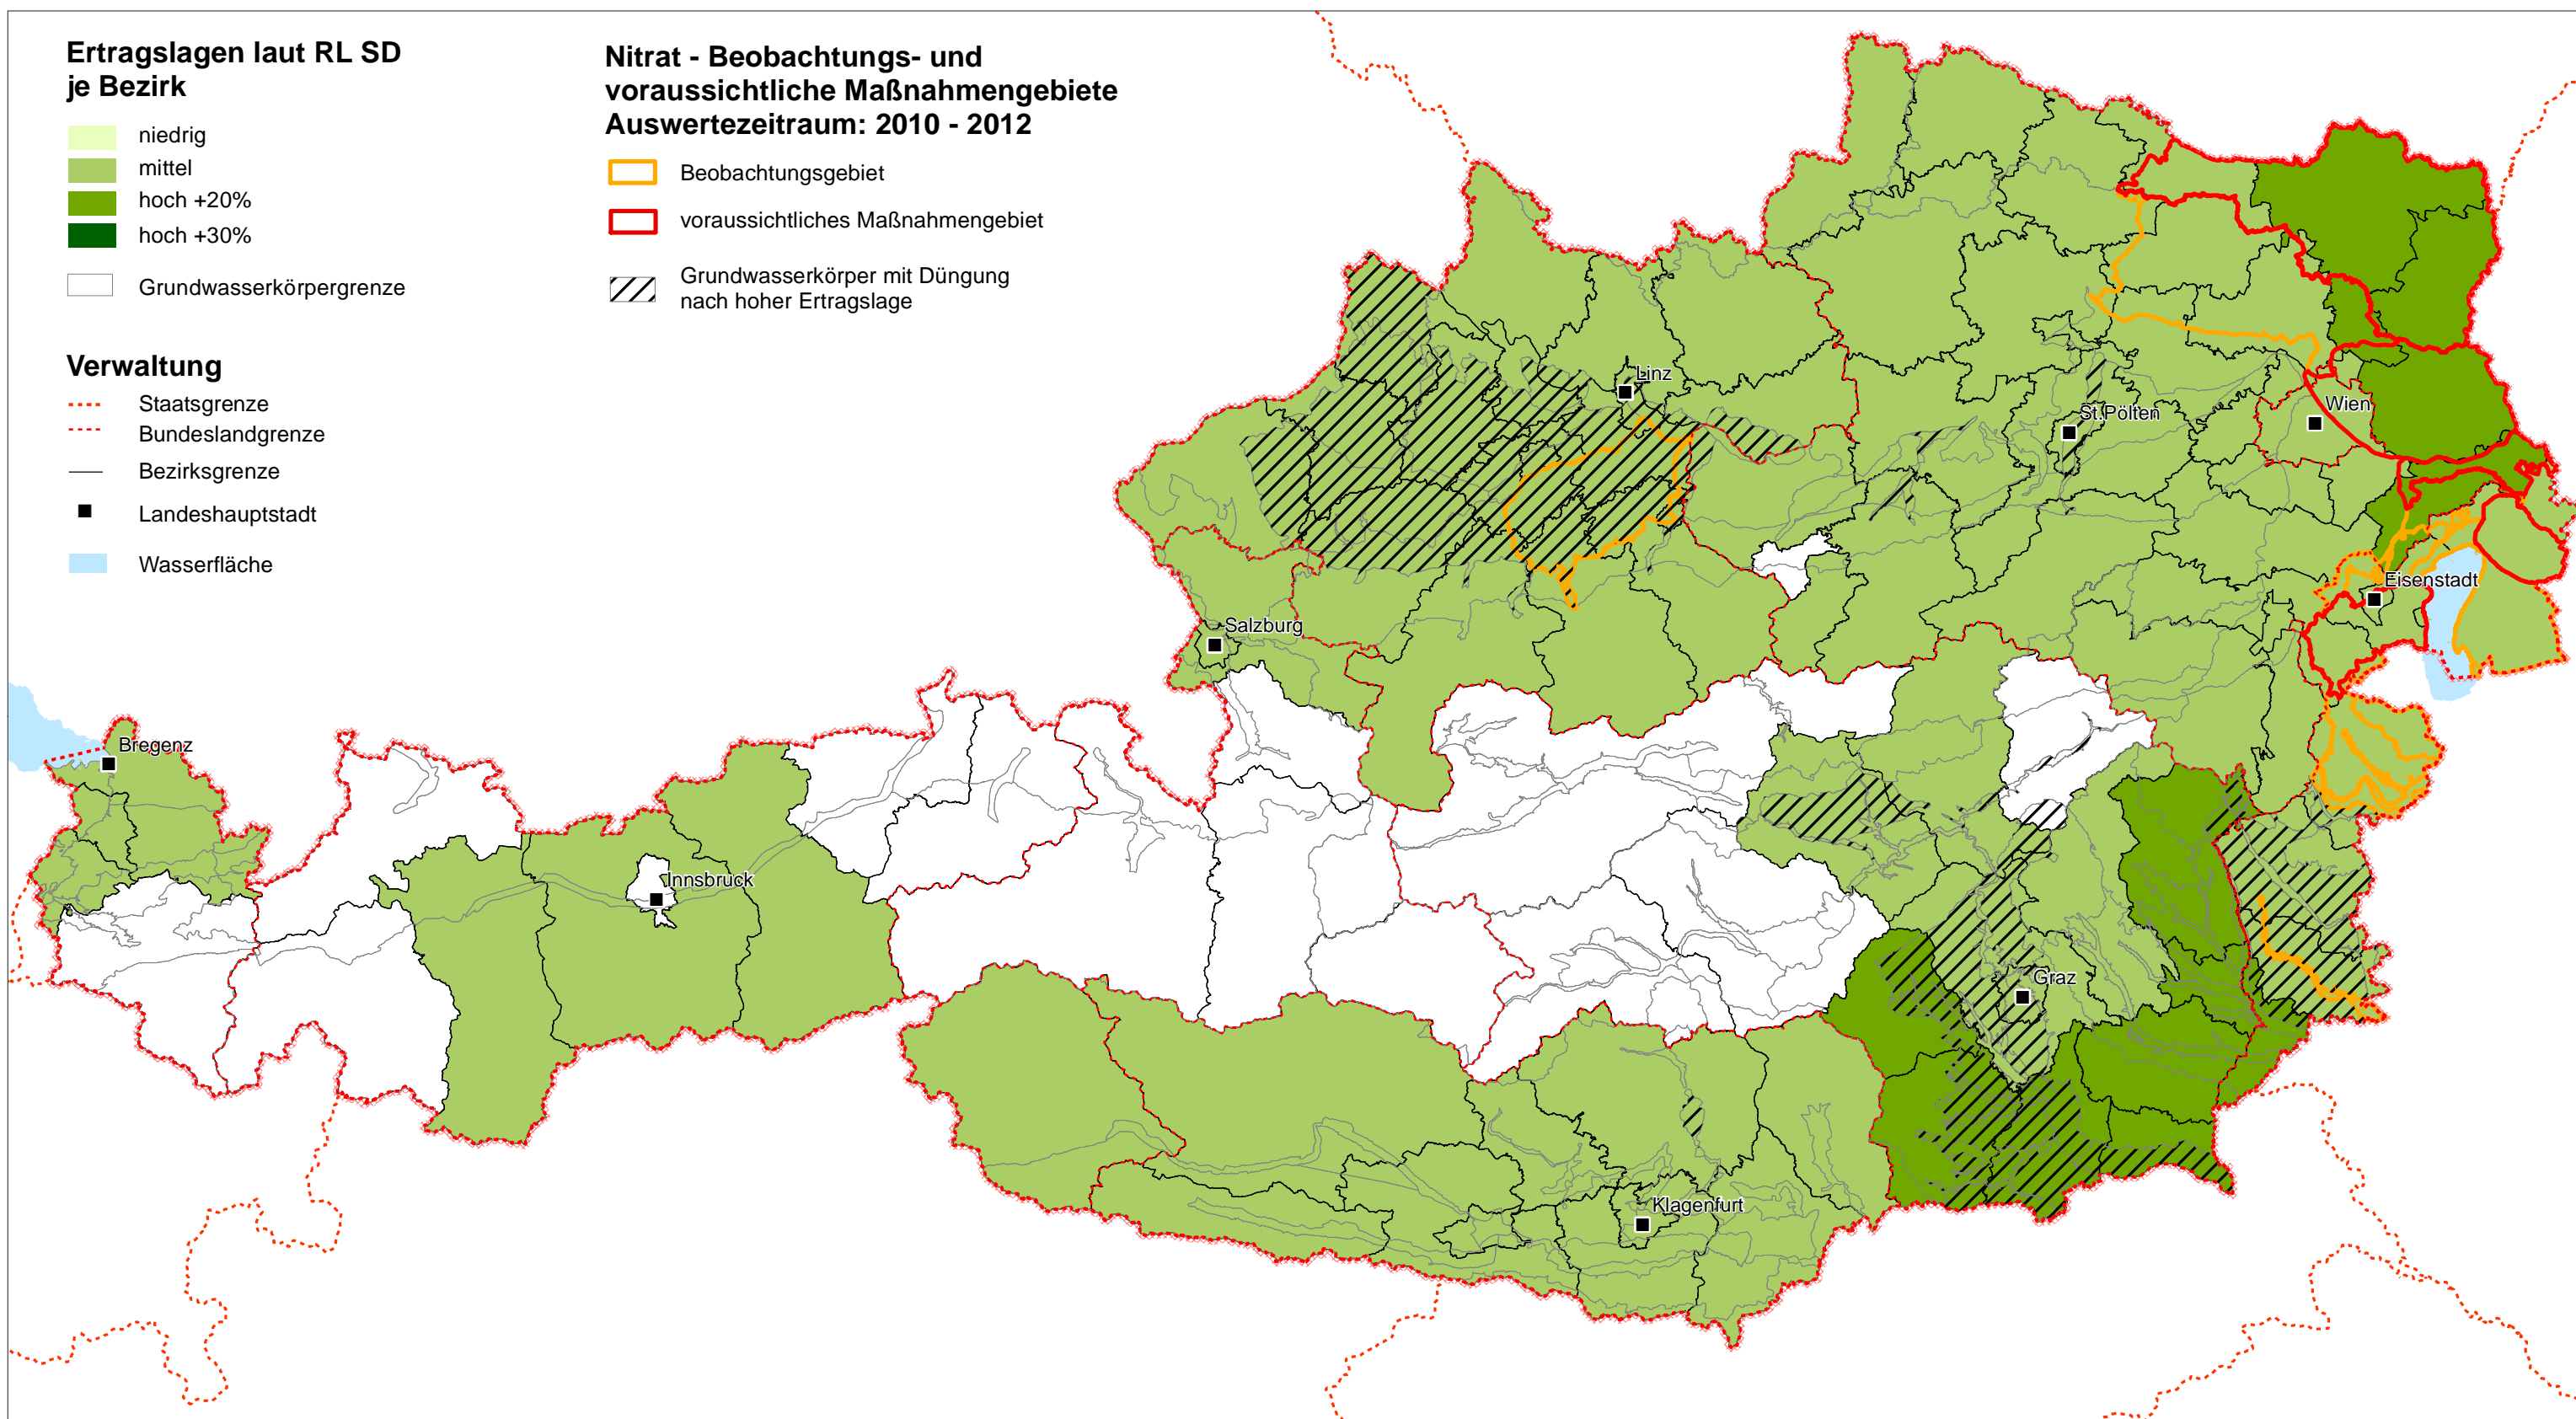 Ertragslagen laut RL SD
je Bezirk
niedrig
mittel
hoch +20%
hoch +30%
Grundwasserkörpergrenze
Verwaltung
Staatsgrenze
Bundeslandgrenze
Bezirksgrenze
Landeshauptstadt
Wasserfläche
Nitrat - Beobachtungs- und
voraussichtliche Maßnahmengebiete
Auswertezeitraum: 2010 - 2012
Beobachtungsgebiet
voraussichtliches Maßnahmengebiet
Grundwasserkörper mit Düngung
nach hoher Ertragslage
Linz
St.Pölten
Wien
Eisenstadt
Salzburg
Bregenz
Innsbruck
Graz
Klagenfurt